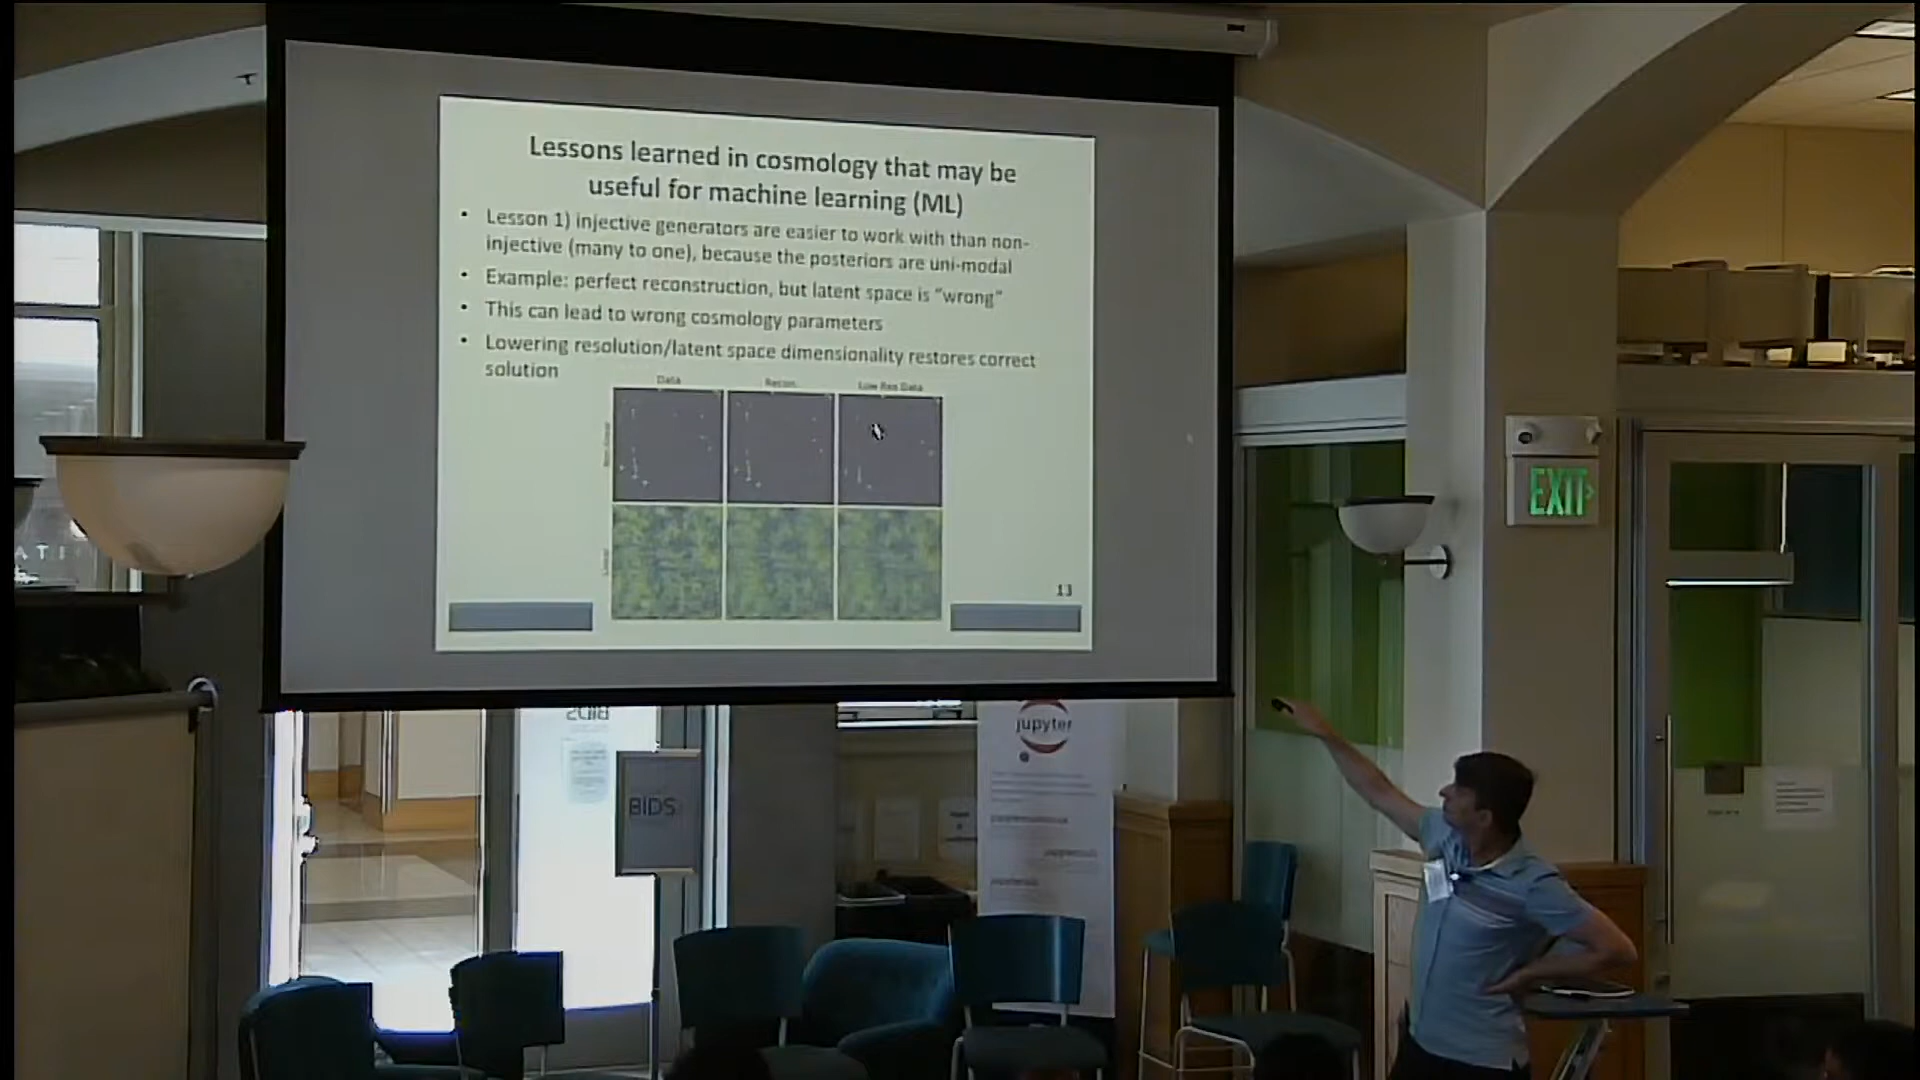 Lessons learned in cosmology that may be
useful for machine learning (ML)
• Lesson 1) injective generators are easier to work with than non-
injective (many to one), because the posteriors are uni-modal
• Example: perfect reconstruction, but latent space is “wrong”
• This can lead to wrong cosmology parameters
• Lowering resolution/latent space dimensionality restores correct
solution
Data Recon. Low Res Data
Linear
13
EXIT
jupyter
BIDS
BIDS